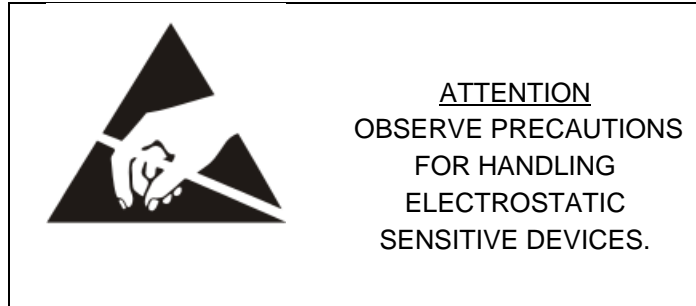 ATTENTION
OBSERVE PRECAUTIONS
FOR HANDLING
ELECTROSTATIC
SENSITIVE DEVICES.